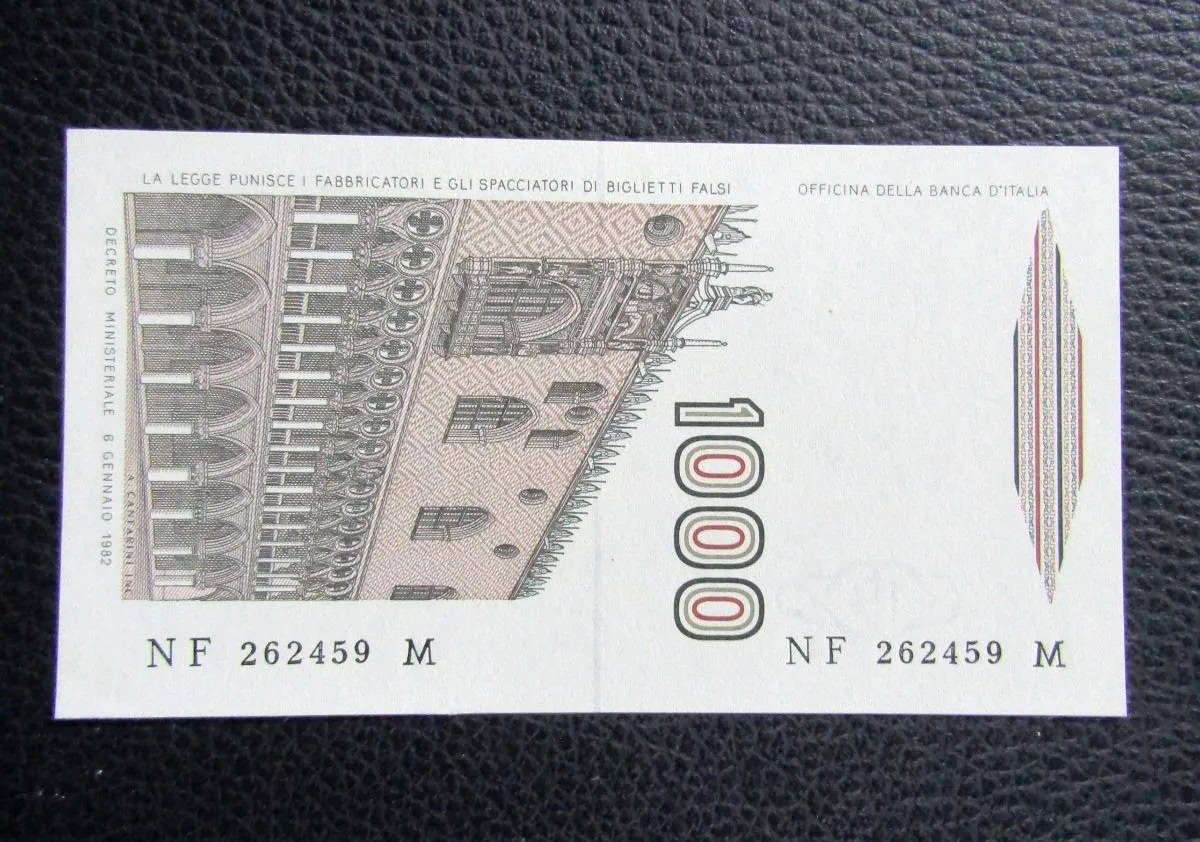 LA LEGGE PUNISCE I FABBRICATORI E GLI SPACCIATORI DI BIGLIETTI FALSI
OFFICINA DELLA BANCA D'ITALIA
DECRETO MINISTERIALE 6 GENNAIO 1982
A. CANFARINI INC.
1000
NF 262459 M
NF 262459 M